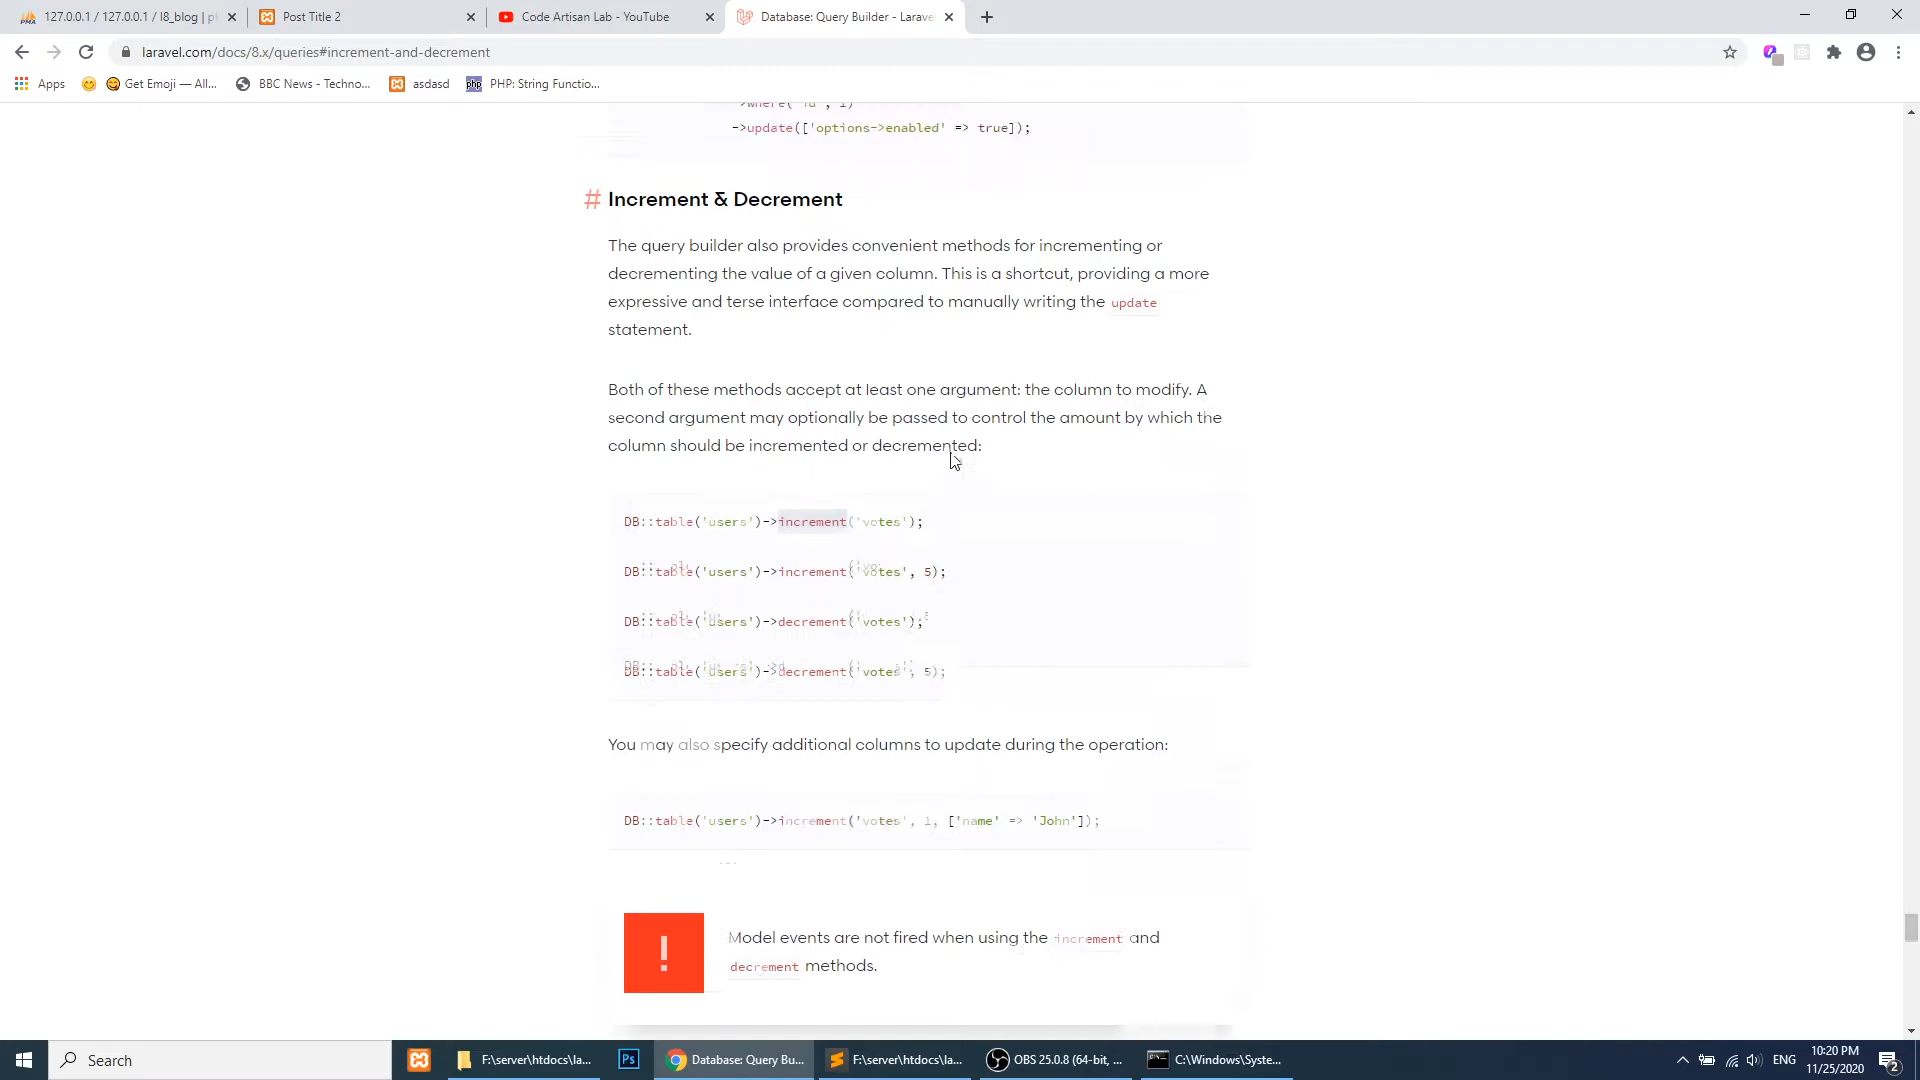 127.0.0.1 / 127.0.0.1 / l8_blog | p
Post Title 2
Code Artisan Lab - YouTube
Database: Query Builder - Larave
laravel.com/docs/8.x/queries#increment-and-decrement
Apps
Get Emoji — All...
BBC News - Techno...
asdasd
php
PHP: String Functio...
->where('id', 1)
->update(['options->enabled' => true]);
# Increment & Decrement
The query builder also provides convenient methods for incrementing or
decrementing the value of a given column. This is a shortcut, providing a more
expressive and terse interface compared to manually writing the update
statement.
Both of these methods accept at least one argument: the column to modify. A
second argument may optionally be passed to control the amount by which the
column should be incremented or decremented:
DB::table('users')->increment('votes');
DB::table('users')->increment('votes', 5);
DB::table('users')->decrement('votes');
DB::table('users')->decrement('votes', 5);
You may also specify additional columns to update during the operation:
DB::table('users')->increment('votes', 1, ['name' => 'John']);
!
Model events are not fired when using the increment and
decrement methods.
Search
Ps
F:\server\htdocs\la...
Database: Query Bu...
F:\server\htdocs\la...
OBS 25.0.8 (64-bit, ...
C:\Windows\Syste...
ENG
10:20 PM
11/25/2020
2